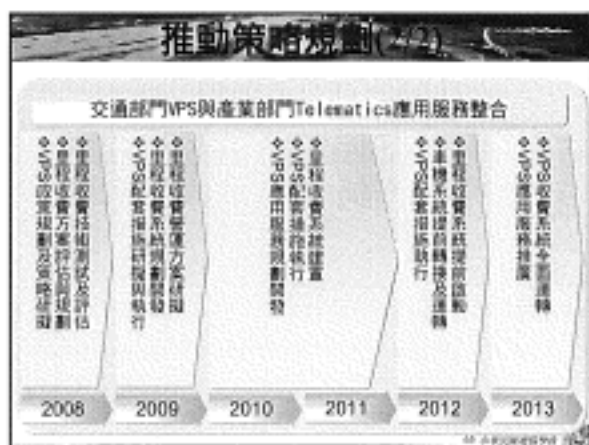 推動策略規劃(2/2)
交通部門VPS與產業部門Telematics應用服務整合
❖里程收費技術測試及評估
❖里程收費方案評估與規劃
❖VPS政策規劃及策略研擬
❖里程收費營運方案研擬
❖里程收費系統規劃開發
❖VPS配套措施研擬與執行
❖里程收費系統建置
❖VPS配套措施執行
❖VPS應用服務規劃開發
❖里程收費系統提前啟動
❖車機系統提前轉換及運轉
❖VPS配套措施執行
❖VPS收費系統全面運轉
❖VPS應用服務推廣
2008
2009
2010
2011
2012
2013